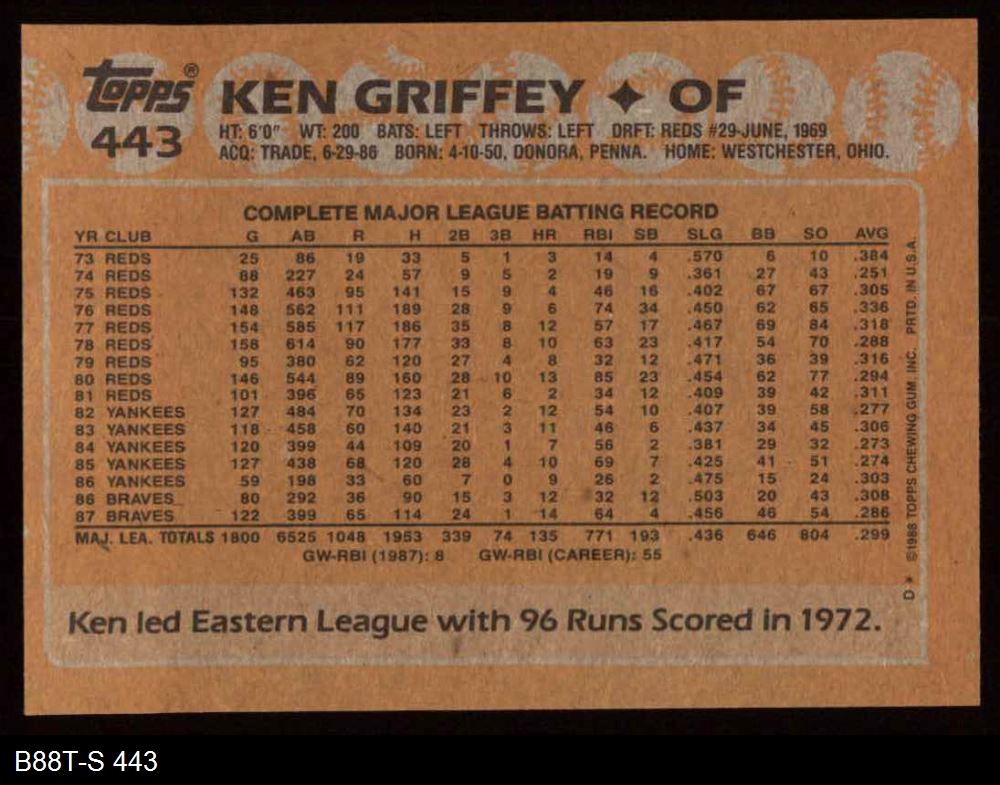 Topps® KEN GRIFFEY ✦ OF
443 HT: 6'0" WT: 200 BATS: LEFT THROWS: LEFT DRFT: REDS #29-JUNE, 1969
ACQ: TRADE, 6-29-86 BORN: 4-10-50, DONORA, PENNA. HOME: WESTCHESTER, OHIO.
COMPLETE MAJOR LEAGUE BATTING RECORD
YR CLUB G AB R H 2B 3B HR RBI SB SLG BB SO AVG
73 REDS 25 86 19 33 5 1 3 14 4 .570 6 10 .384
74 REDS 88 227 24 57 9 5 2 19 9 .361 27 43 .251
75 REDS 132 463 95 141 15 9 4 46 16 .402 67 67 .305
76 REDS 148 562 111 189 28 9 6 74 34 .450 62 65 .336
77 REDS 154 585 117 186 35 8 12 57 17 .467 69 84 .318
78 REDS 158 614 90 177 33 8 10 63 23 .417 54 70 .288
79 REDS 95 380 62 120 27 4 8 32 12 .471 36 39 .316
80 REDS 146 544 89 160 28 10 13 85 23 .454 62 77 .294
81 REDS 101 396 65 123 21 6 2 34 12 .409 39 42 .311
82 YANKEES 127 484 70 134 23 2 12 54 10 .407 39 58 .277
83 YANKEES 118 458 60 140 21 3 11 46 6 .437 34 45 .306
84 YANKEES 120 399 44 109 20 1 7 56 2 .381 29 32 .273
85 YANKEES 127 438 68 120 28 4 10 69 7 .425 41 51 .274
86 YANKEES 59 198 33 60 7 0 9 26 2 .475 15 24 .303
86 BRAVES 80 292 36 90 15 3 12 32 12 .503 20 43 .308
87 BRAVES 122 399 65 114 24 1 14 64 4 .456 46 54 .286
MAJ. LEA. TOTALS 1800 6525 1048 1953 339 74 135 771 193 .436 646 804 .299
GW-RBI (1987): 8 GW-RBI (CAREER): 55
D* ©1988 TOPPS CHEWING GUM, INC. PRTD. IN U.S.A.
Ken led Eastern League with 96 Runs Scored in 1972.
B88T-S 443